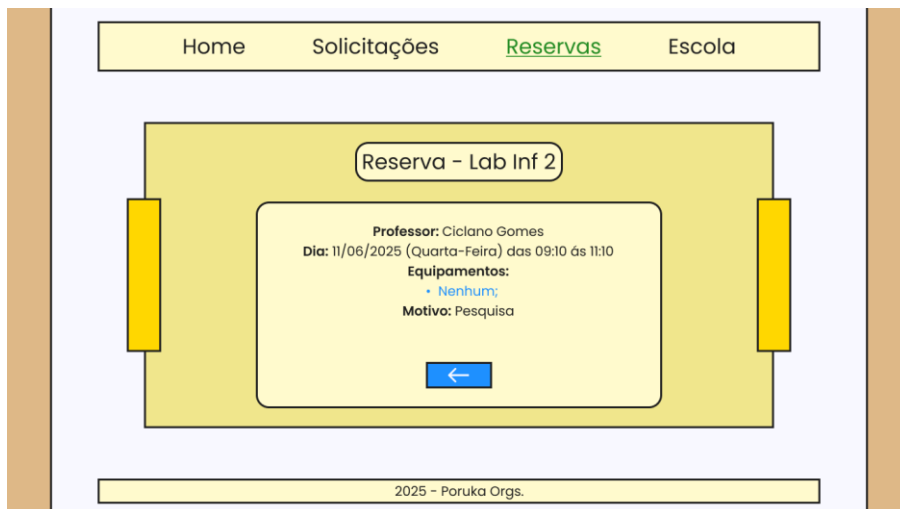 Home Solicitações Reservas Escola
Reserva - Lab Inf 2
Professor: Ciclano Gomes
Dia: 11/06/2025 (Quarta-Feira) das 09:10 ás 11:10
Equipamentos:
• Nenhum;
Motivo: Pesquisa
2025 - Poruka Orgs.